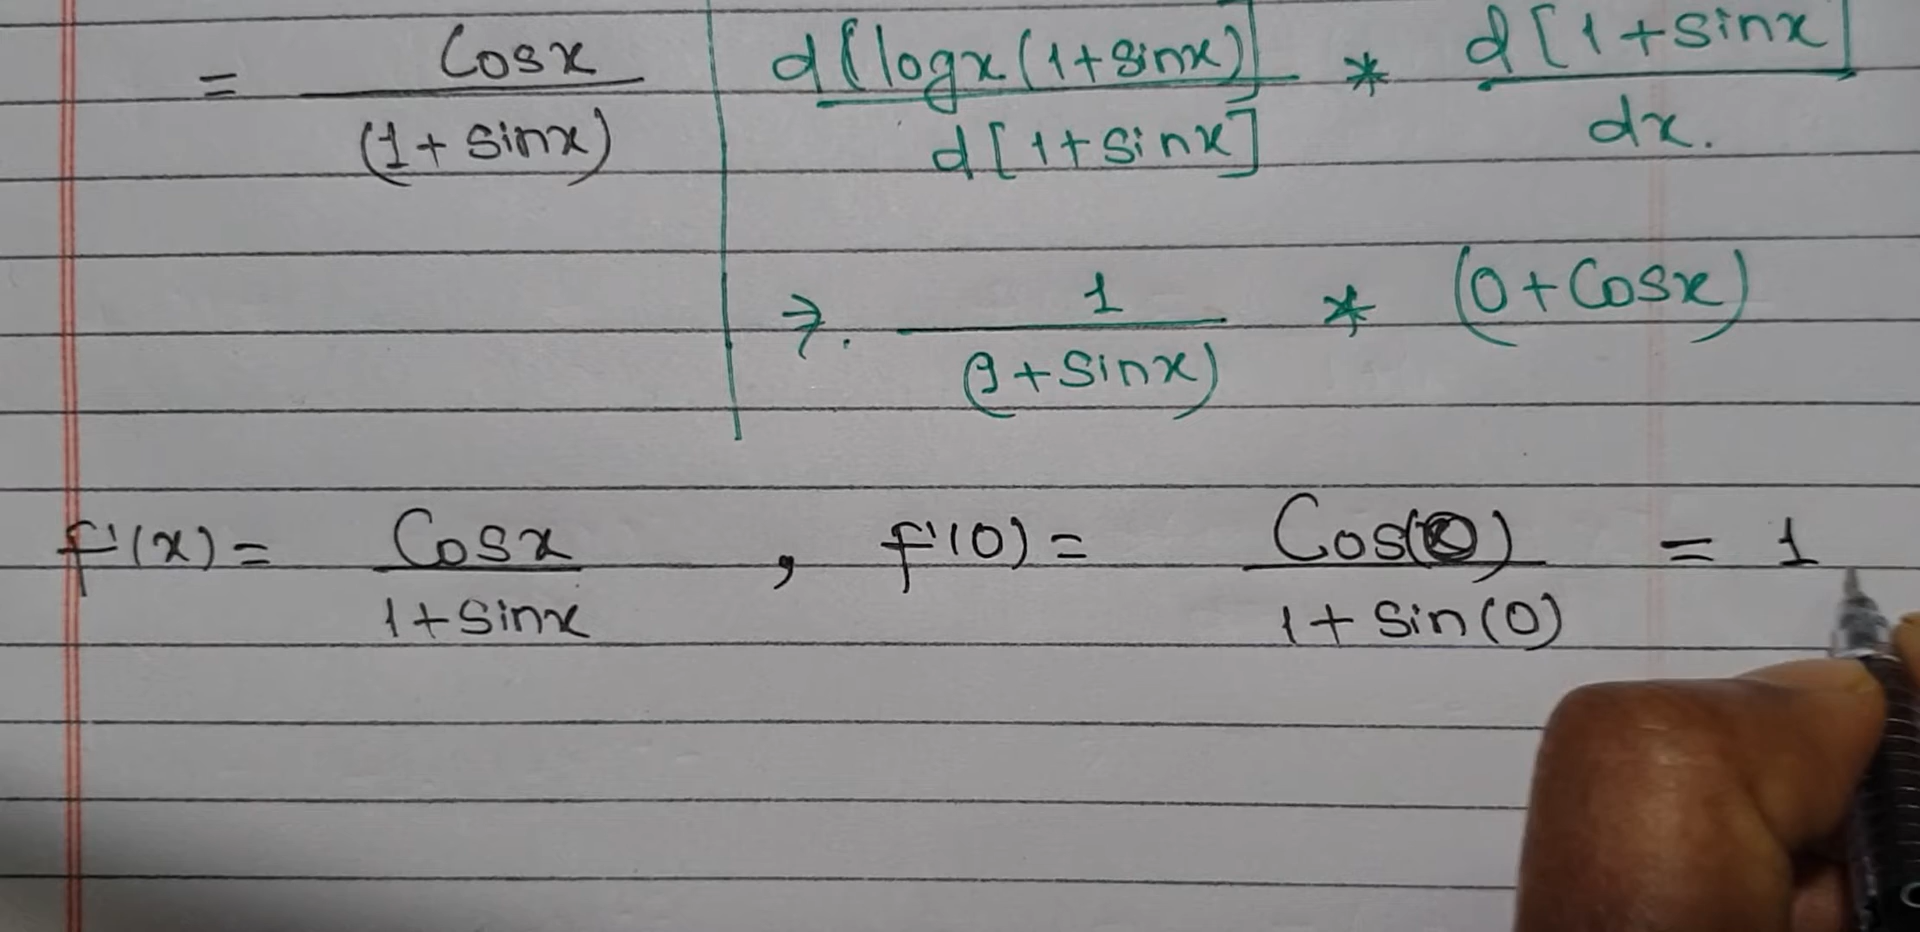 = Cosx / (1+ sinx)
d[logx(1+sinx)] / d[1+sinx] * d[1+sinx] / dx.
⇒. 1 / (1+sinx) * (0+Cosx)
f'(x) = Cosx / 1+sinx , f'(0) = Cos(0) / 1+ Sin(0) = 1